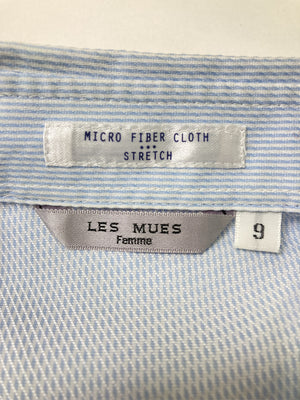 MICRO FIBER CLOTH
•••
STRETCH
LES MUES
Femme
9